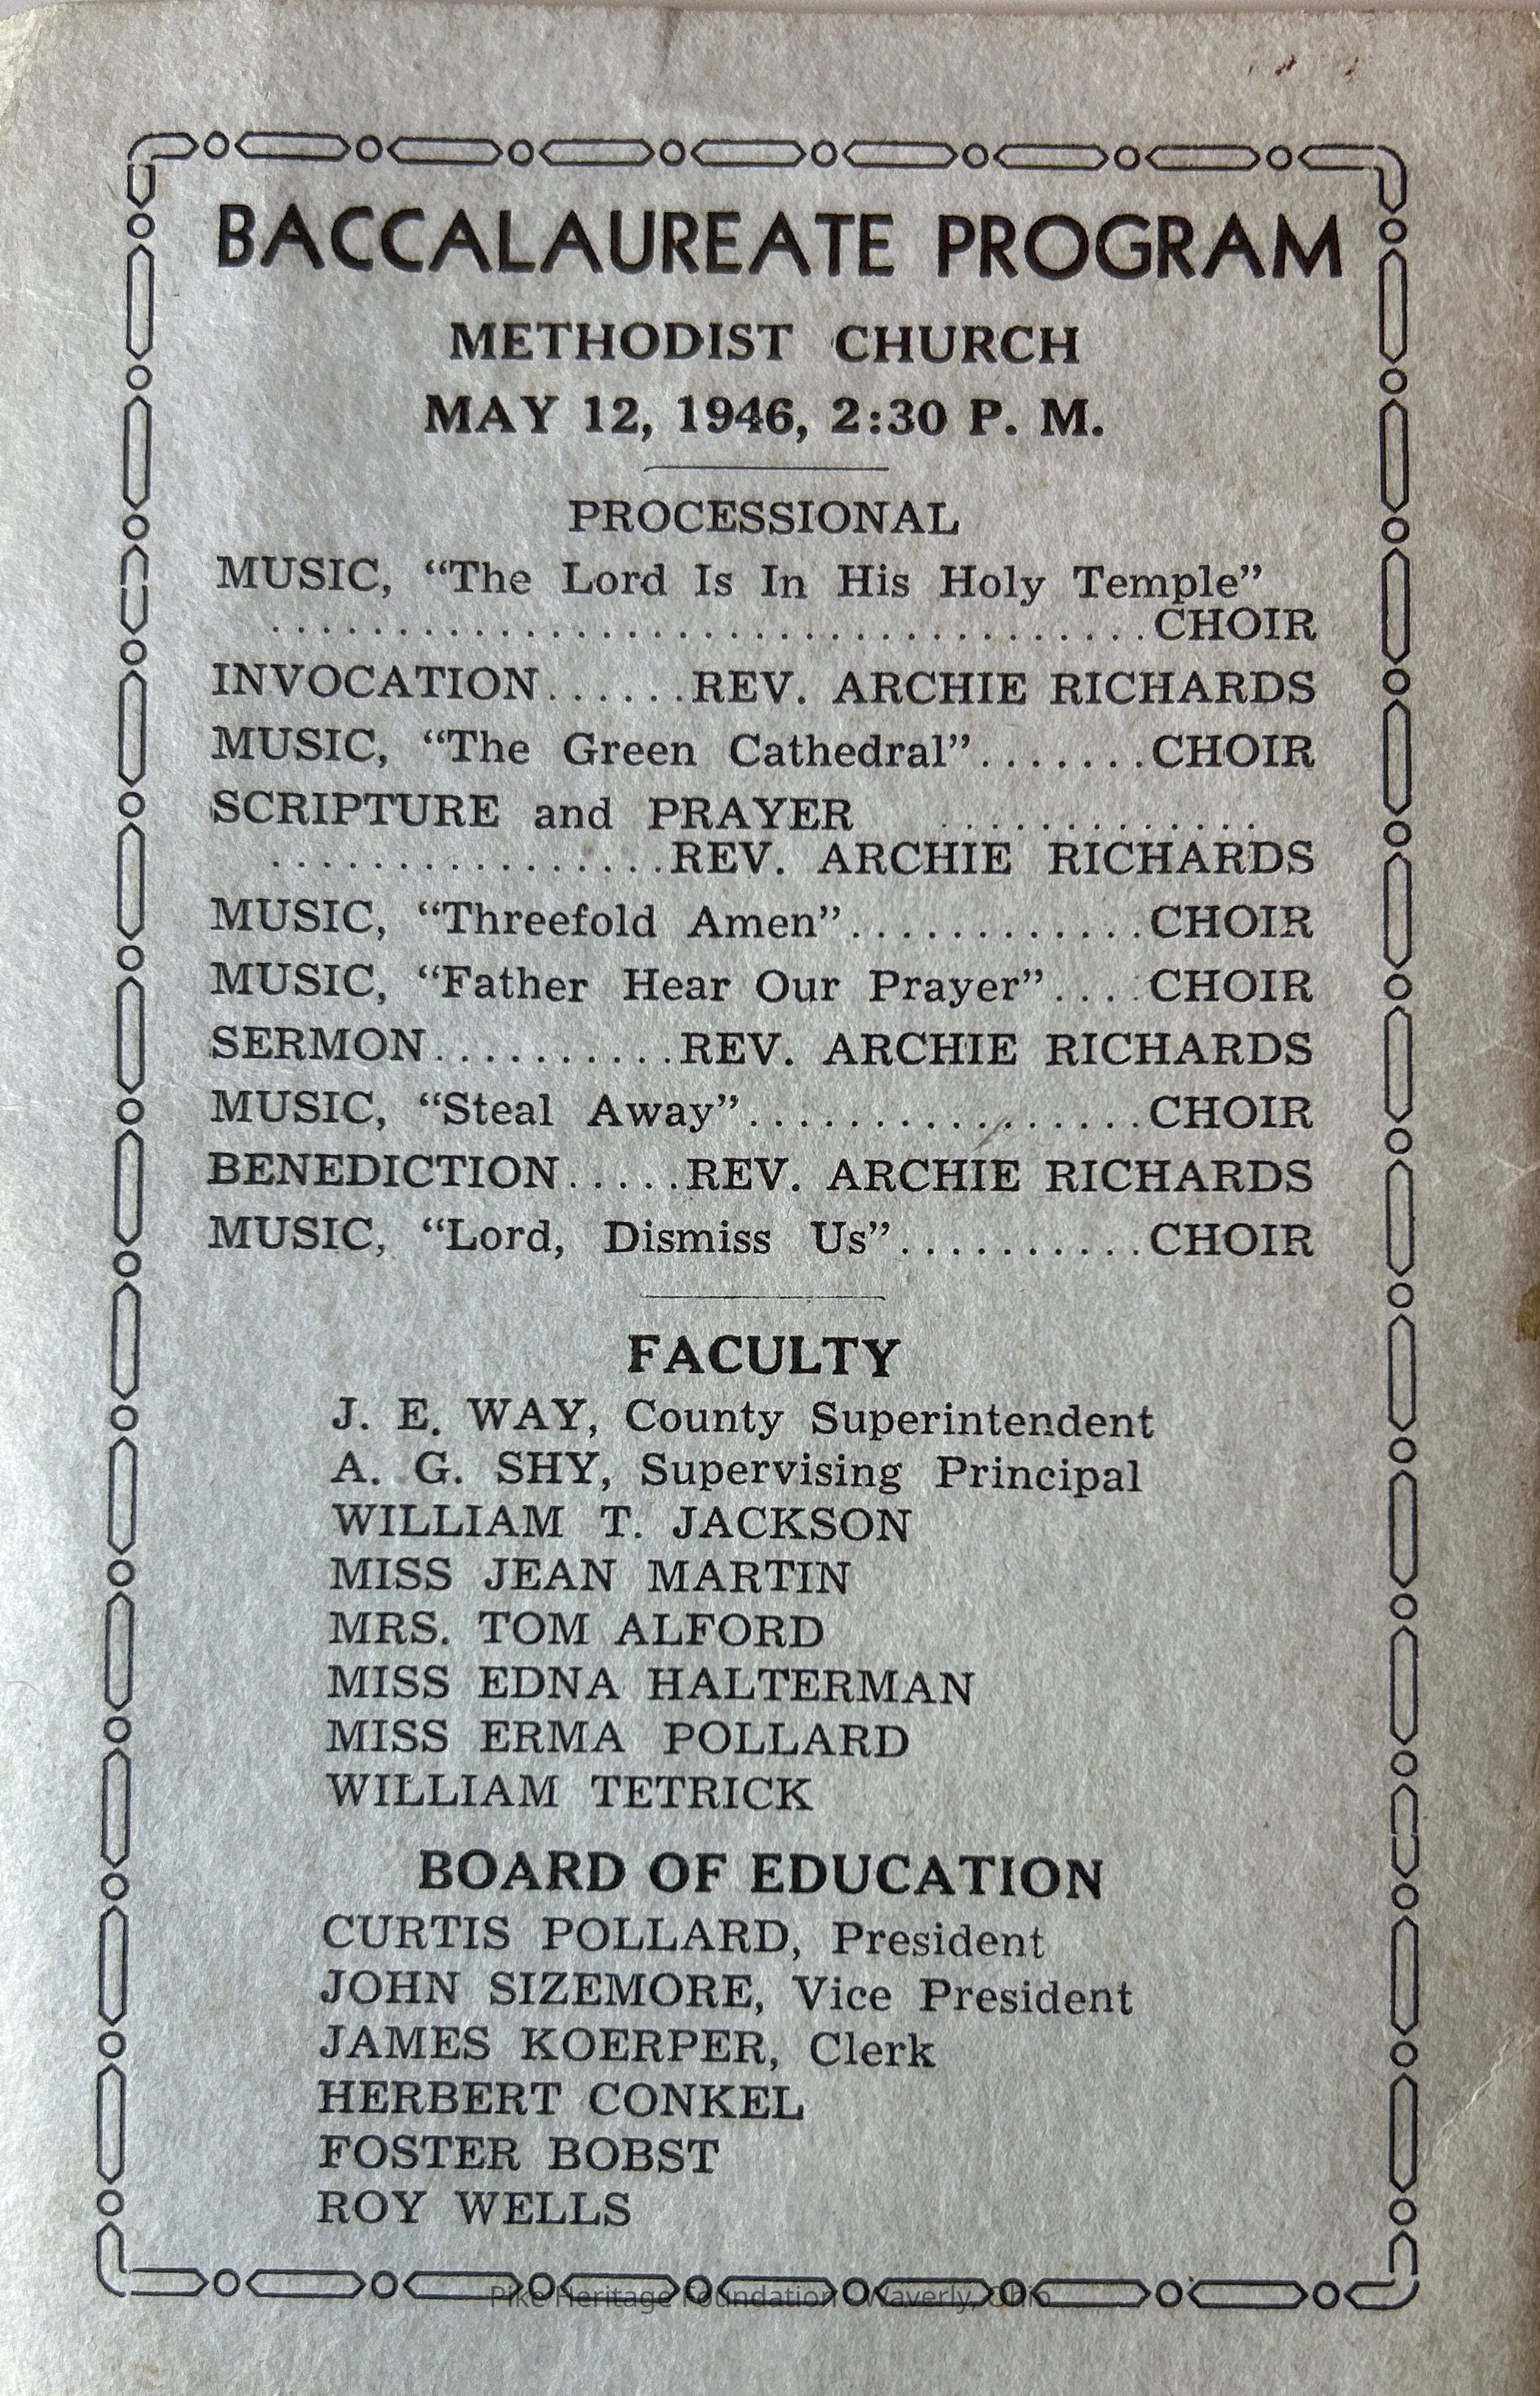 BACCALAUREATE PROGRAM
METHODIST CHURCH
MAY 12, 1946, 2:30 P. M.
PROCESSIONAL
MUSIC, “The Lord Is In His Holy Temple”
...................................CHOIR
INVOCATION......REV. ARCHIE RICHARDS
MUSIC, “The Green Cathedral”.......CHOIR
SCRIPTURE and PRAYER .............
................REV. ARCHIE RICHARDS
MUSIC, “Threefold Amen”............CHOIR
MUSIC, “Father Hear Our Prayer”....CHOIR
SERMON..........REV. ARCHIE RICHARDS
MUSIC, “Steal Away”................CHOIR
BENEDICTION.....REV. ARCHIE RICHARDS
MUSIC, “Lord, Dismiss Us”..........CHOIR
FACULTY
J. E. WAY, County Superintendent
A. G. SHY, Supervising Principal
WILLIAM T. JACKSON
MISS JEAN MARTIN
MRS. TOM ALFORD
MISS EDNA HALTERMAN
MISS ERMA POLLARD
WILLIAM TETRICK
BOARD OF EDUCATION
CURTIS POLLARD, President
JOHN SIZEMORE, Vice President
JAMES KOERPER, Clerk
HERBERT CONKEL
FOSTER BOBST
ROY WELLS
Pike Heritage Foundation Waverly, Ohio